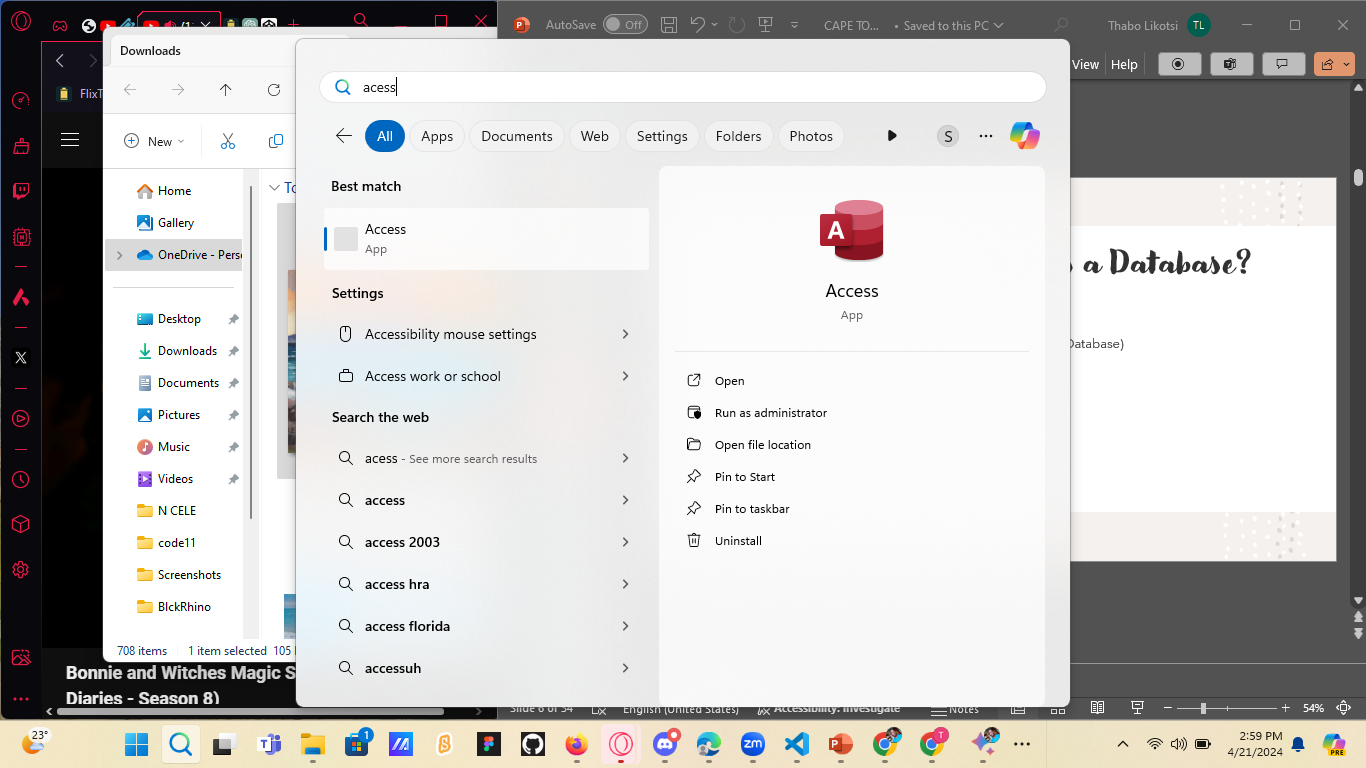 AutoSave Off CAPE TO... • Saved to this PC Thabo Likotsi TL
Downloads
View Help
acess
FlixT
New
All Apps Documents Web Settings Folders Photos S
Home
Gallery
OneDrive - Pers
Desktop
Downloads
Documents
Pictures
Music
Videos
N CELE
code11
Screenshots
BlckRhino
708 items 1 item selected 105
Best match
Access
App
Settings
Accessibility mouse settings
Access work or school
Search the web
acess - See more search results
access
access 2003
access hra
access florida
accessuh
A
Access
App
Open
Run as administrator
Open file location
Pin to Start
Pin to taskbar
Uninstall
a Database?
Database)
Bonnie and Witches Magic S
Diaries - Season 8)
Slide 6 of 54 English (United States) Accessibility: Investigate Notes 54%
23°
1
zm
T
PRE
2:59 PM
4/21/2024